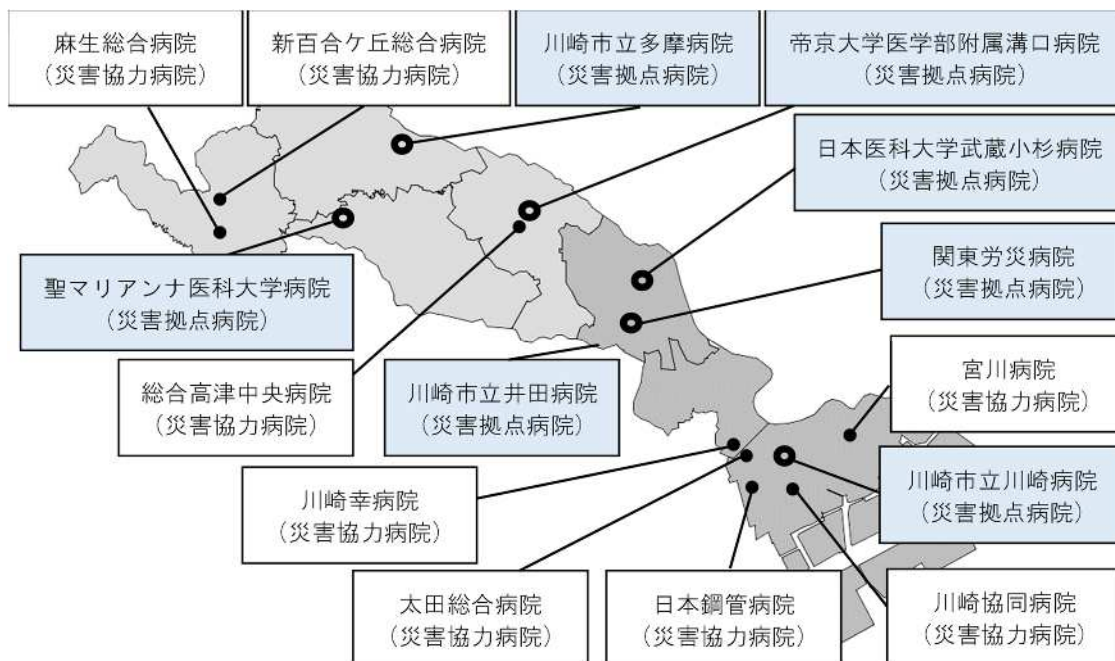 麻生総合病院
（災害協力病院）
新百合ケ丘総合病院
（災害協力病院）
川崎市立多摩病院
（災害拠点病院）
帝京大学医学部附属溝口病院
（災害拠点病院）
日本医科大学武蔵小杉病院
（災害拠点病院）
関東労災病院
（災害拠点病院）
聖マリアンナ医科大学病院
（災害拠点病院）
総合高津中央病院
（災害協力病院）
川崎市立井田病院
（災害拠点病院）
宮川病院
（災害協力病院）
川崎市立川崎病院
（災害拠点病院）
川崎幸病院
（災害協力病院）
太田総合病院
（災害協力病院）
日本鋼管病院
（災害協力病院）
川崎協同病院
（災害協力病院）